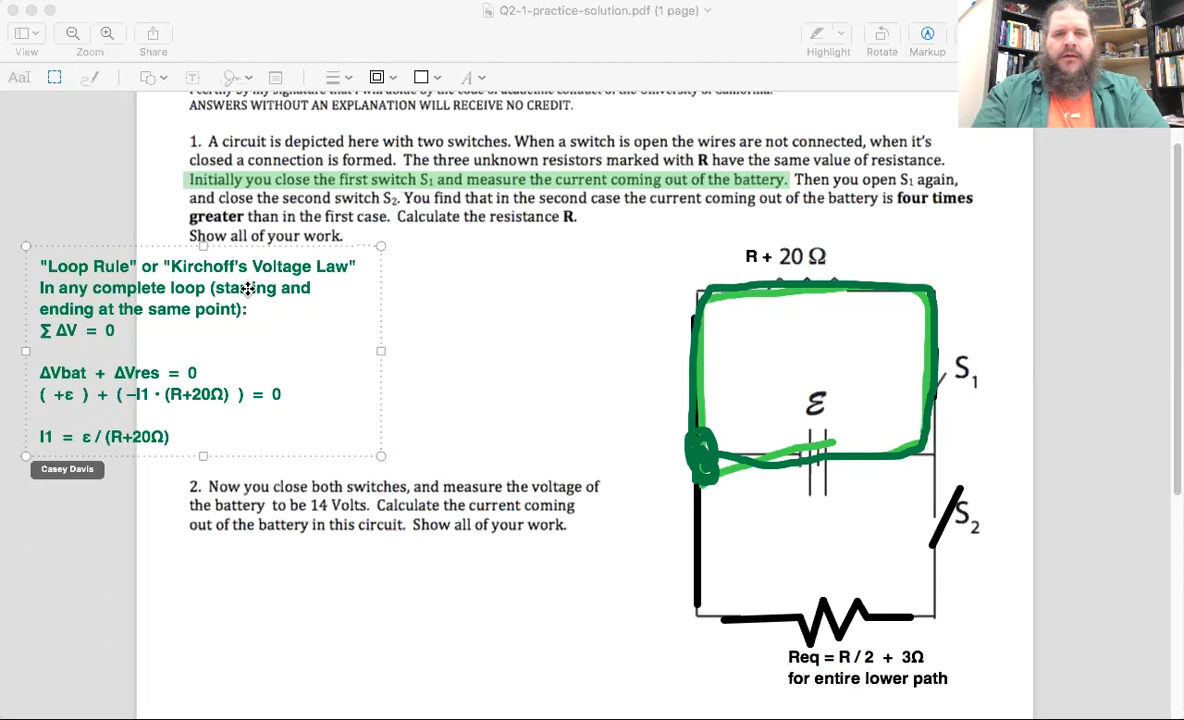 Q2-1-practice-solution.pdf (1 page)
View
Zoom
Share
Highlight
Rotate
Markup
AaI
A
ANSWERS WITHOUT AN EXPLANATION WILL RECEIVE NO CREDIT.
1. A circuit is depicted here with two switches. When a switch is open the wires are not connected, when it's
closed a connection is formed. The three unknown resistors marked with R have the same value of resistance.
Initially you close the first switch S₁ and measure the current coming out of the battery. Then you open S₁ again,
and close the second switch S₂. You find that in the second case the current coming out of the battery is four times
greater than in the first case. Calculate the resistance R.
Show all of your work.
"Loop Rule" or "Kirchoff's Voltage Law"
In any complete loop (starting and
ending at the same point):
∑ ΔV = 0
ΔVbat + ΔVres = 0
( +ε ) + ( –I1 · (R+20Ω) ) = 0
I1 = ε / (R+20Ω)
Casey Davis
2. Now you close both switches, and measure the voltage of
the battery to be 14 Volts. Calculate the current coming
out of the battery in this circuit. Show all of your work.
R + 20 Ω
S₁
ε
S₂
Req = R / 2 + 3Ω
for entire lower path